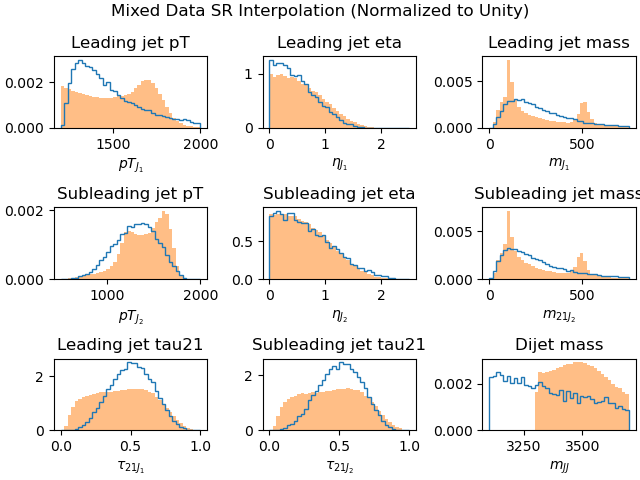 Mixed Data SR Interpolation (Normalized to Unity)
Leading jet pT
Leading jet eta
Leading jet mass
0.002
0.000
1500
2000
pT_{J_1}
1
0
0
1
2
η_{J_1}
0.005
0.000
0
500
m_{J_1}
Subleading jet pT
Subleading jet eta
Subleading jet mass
0.002
0.000
1000
2000
pT_{J_2}
0.5
0.0
0
1
2
η_{J_2}
0.005
0.000
0
500
m_{21J_2}
Leading jet tau21
Subleading jet tau21
Dijet mass
2
0
0.0
0.5
1.0
τ_{21J_1}
2
0
0.0
0.5
1.0
τ_{21J_2}
0.002
0.000
3250
3500
m_{JJ}